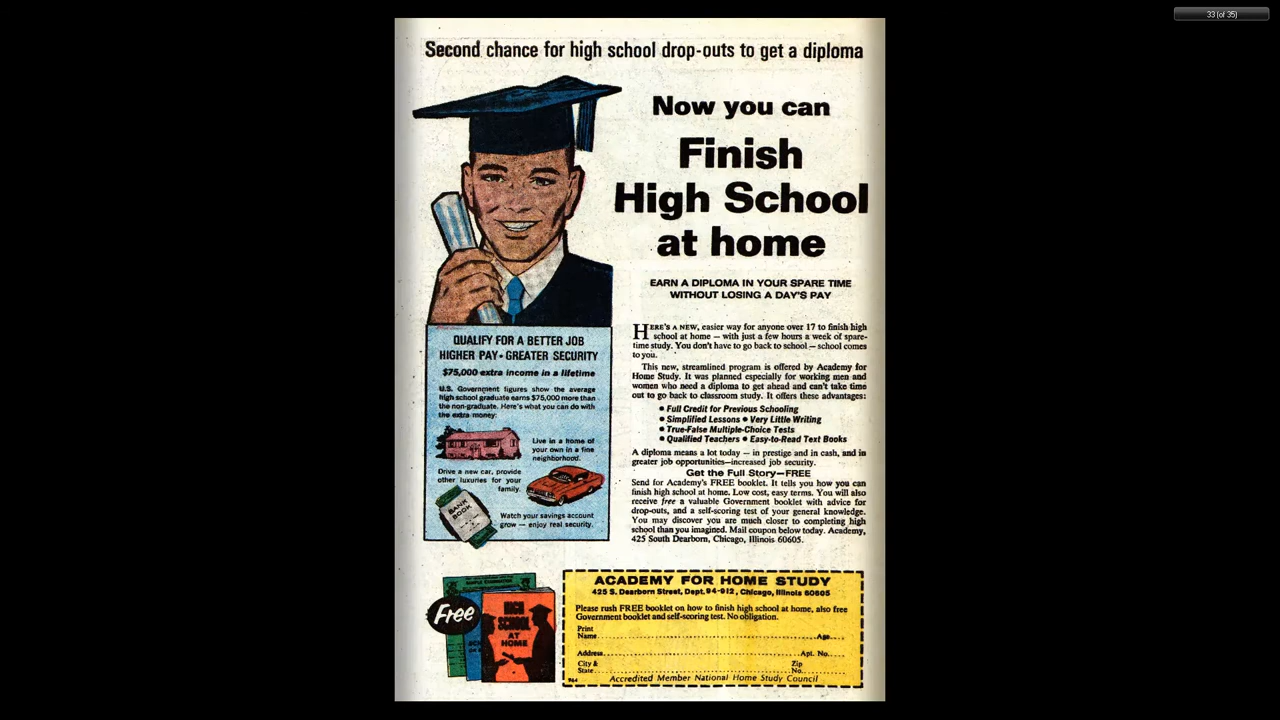 33 (of 35)
Second chance for high school drop-outs to get a diploma
Now you can
Finish
High School
at home
EARN A DIPLOMA IN YOUR SPARE TIME
WITHOUT LOSING A DAY'S PAY
QUALIFY FOR A BETTER JOB
HIGHER PAY • GREATER SECURITY
$75,000 extra income in a lifetime
U.S. Government figures show the average
high school graduate earns $75,000 more than
the non-graduate. Here's what you can do with
the extra money:
Live in a home of
your own in a fine
neighborhood.
Drive a new car, provide
other luxuries for your
family.
BANK
BOOK
Watch your savings account
grow — enjoy real security.
HERE'S A NEW, easier way for anyone over 17 to finish high
school at home — with just a few hours a week of spare-
time study. You don't have to go back to school — school comes
to you.
This new, streamlined program is offered by Academy for
Home Study. It was planned especially for working men and
women who need a diploma to get ahead and can't take time
out to go back to classroom study. It offers these advantages:
• Full Credit for Previous Schooling
• Simplified Lessons • Very Little Writing
• True-False Multiple-Choice Tests
• Qualified Teachers • Easy-to-Read Text Books
A diploma means a lot today — in prestige and in cash, and in
greater job opportunities—increased job security.
Get the Full Story—FREE
Send for Academy's FREE booklet. It tells you how you can
finish high school at home. Low cost, easy terms. You will also
receive free a valuable Government booklet with advice for
drop-outs, and a self-scoring test of your general knowledge.
You may discover you are much closer to completing high
school than you imagined. Mail coupon below today. Academy,
425 South Dearborn, Chicago, Illinois 60605.
Free
HIGH
SCHOOL
AT
HOME
ACADEMY FOR HOME STUDY
425 S. Dearborn Street, Dept. 94-912, Chicago, Illinois 60605
Please rush FREE booklet on how to finish high school at home, also free
Government booklet and self-scoring test. No obligation.
Print
Name Age
Address Apt. No.
City & Zip
State No.
Accredited Member National Home Study Council